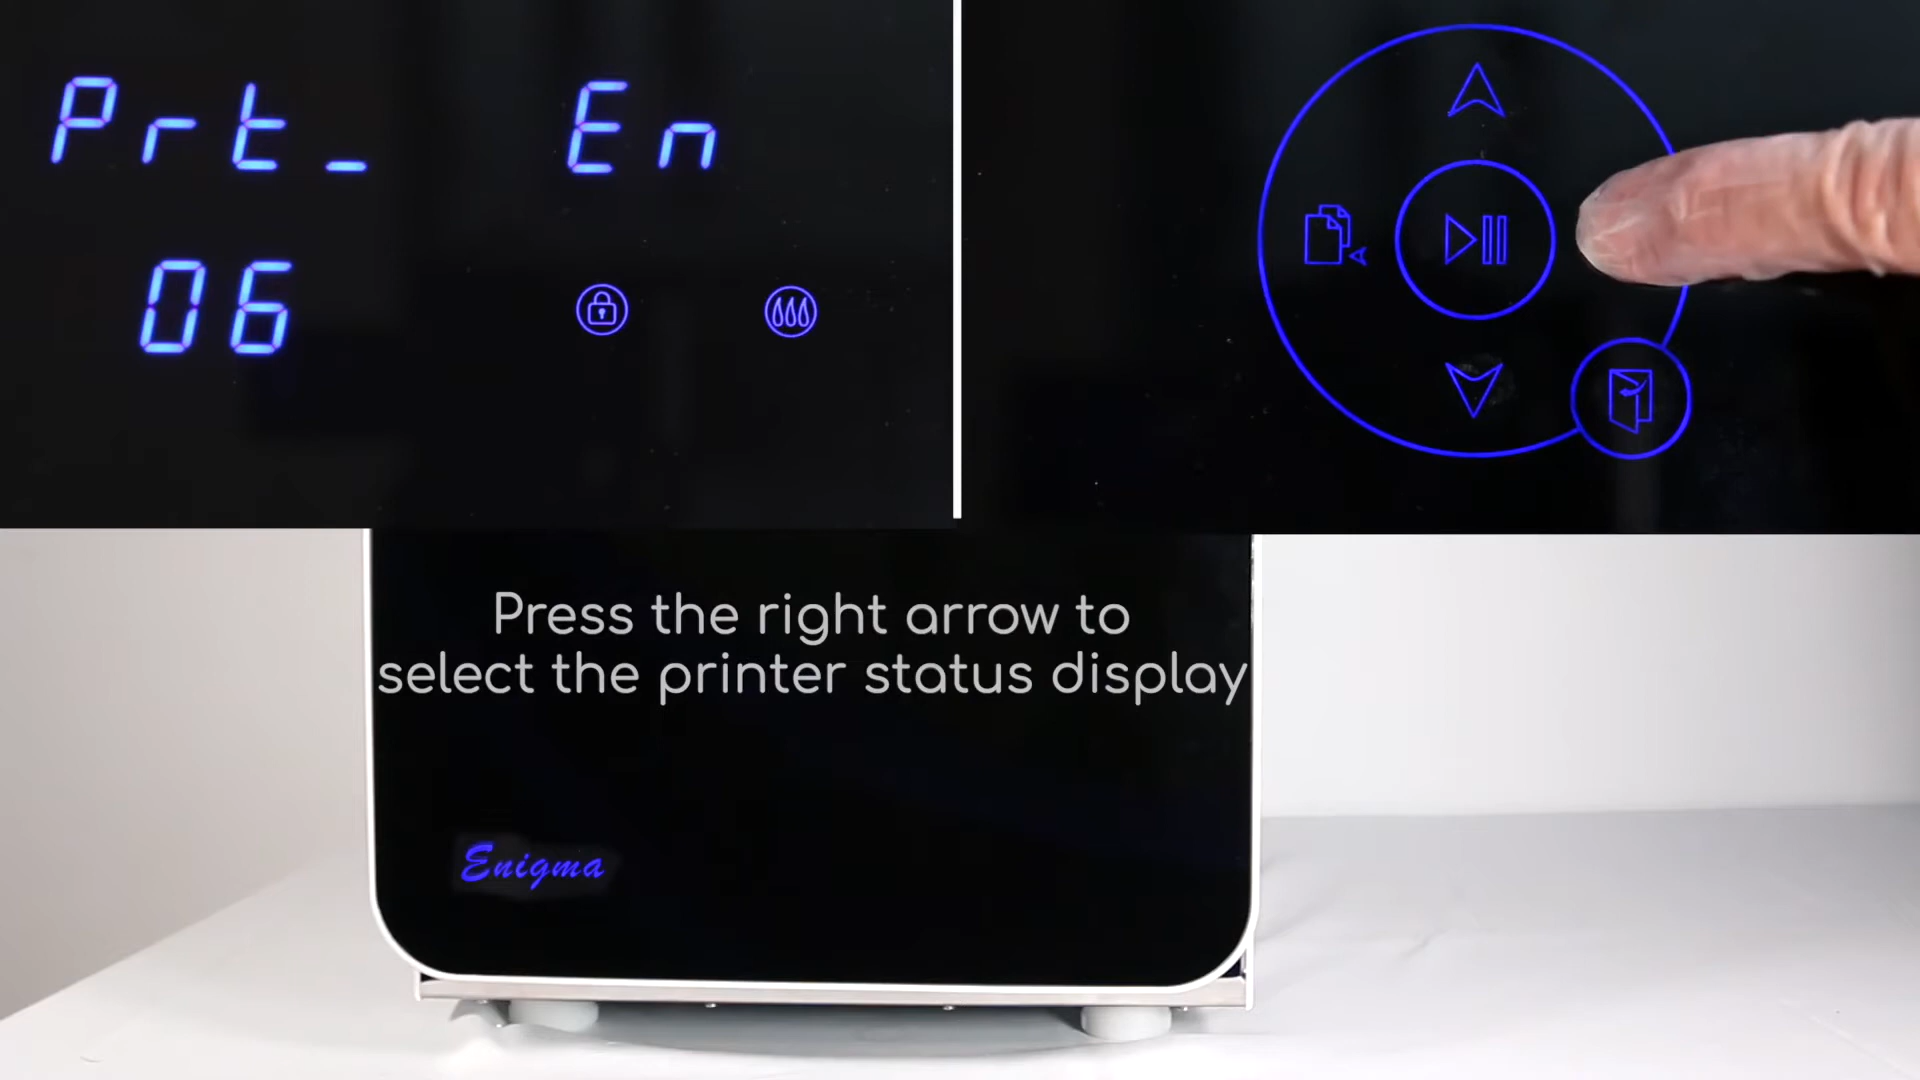 Prt_ En
06
Press the right arrow to
select the printer status display
Enigma